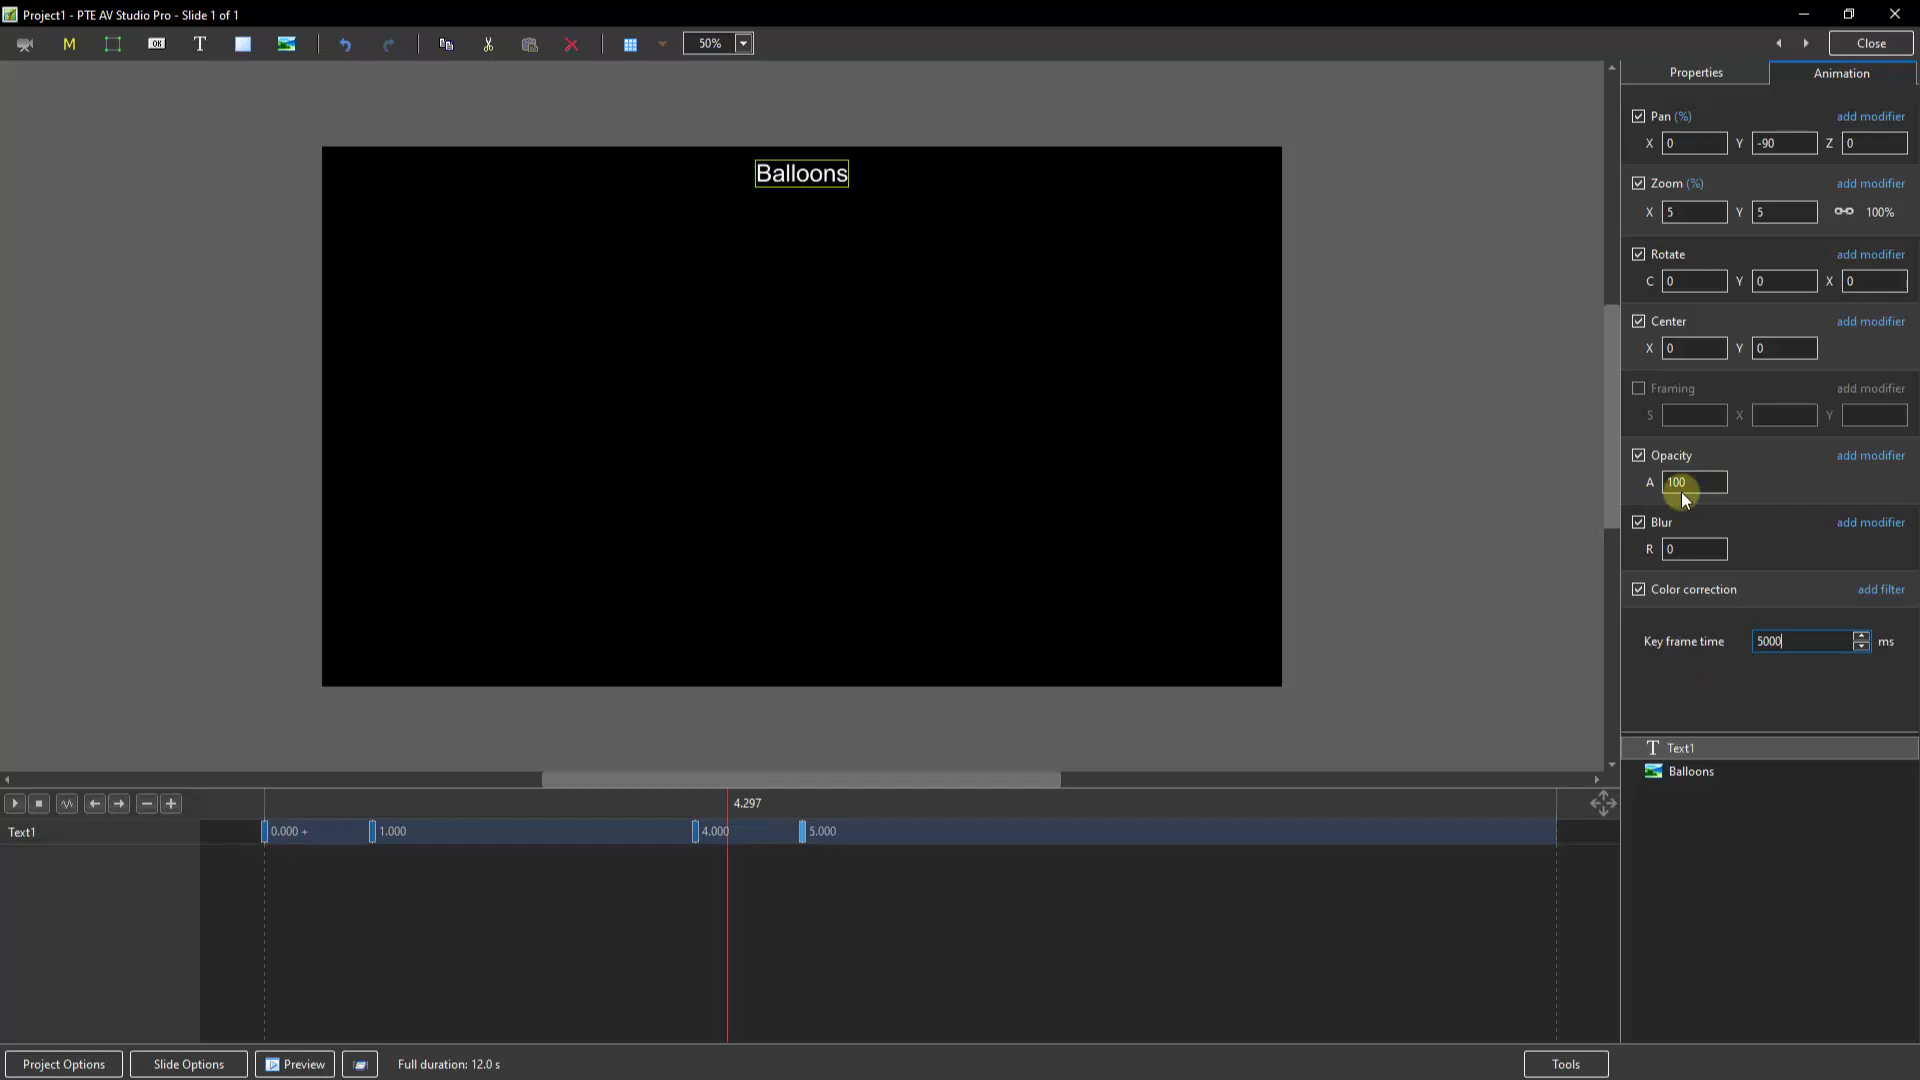 Project1 - PTE AV Studio Pro - Slide 1 of 1
M OK T 50% Close
Properties Animation
Pan (%) add modifier
X 0 Y -90 Z 0
Zoom (%) add modifier
X 5 Y 5 100%
Rotate add modifier
C 0 Y 0 X 0
Center add modifier
X 0 Y 0
Framing add modifier
S X Y
Opacity add modifier
A 100
Blur add modifier
R 0
Color correction add filter
Key frame time 5000 ms
Balloons
T Text1
Balloons
4.297
Text1 0.000 + 1.000 4.000 5.000
Project Options Slide Options Preview Full duration: 12.0 s Tools